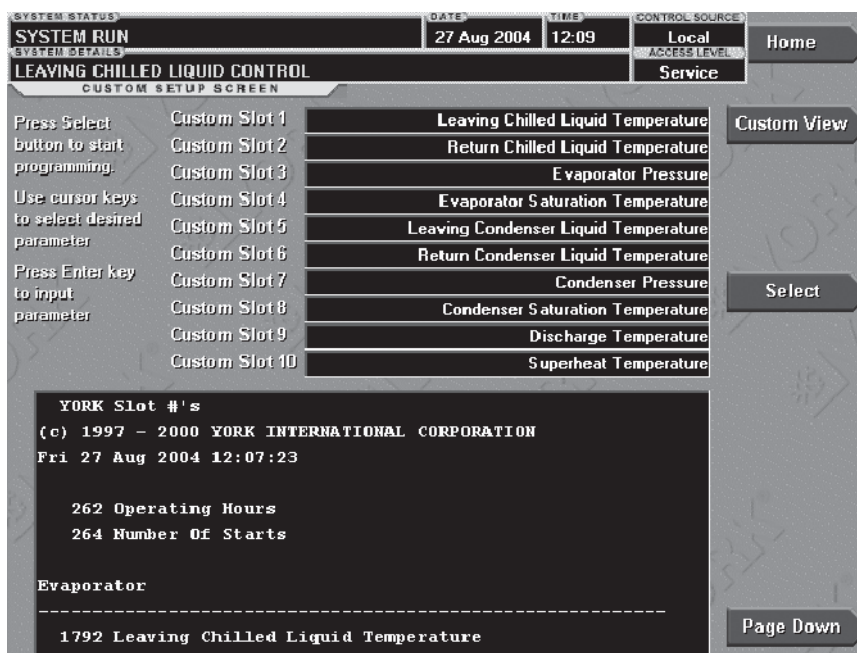 SYSTEM STATUS
SYSTEM RUN
DATE
27 Aug 2004
TIME
12:09
CONTROL SOURCE
Local
SYSTEM DETAILS
LEAVING CHILLED LIQUID CONTROL
ACCESS LEVEL
Service
Home
CUSTOM SETUP SCREEN
Press Select
button to start
programming.
Use cursor keys
to select desired
parameter
Press Enter key
to input
parameter
Custom Slot 1 Leaving Chilled Liquid Temperature
Custom Slot 2 Return Chilled Liquid Temperature
Custom Slot 3 Evaporator Pressure
Custom Slot 4 Evaporator Saturation Temperature
Custom Slot 5 Leaving Condenser Liquid Temperature
Custom Slot 6 Return Condenser Liquid Temperature
Custom Slot 7 Condenser Pressure
Custom Slot 8 Condenser Saturation Temperature
Custom Slot 9 Discharge Temperature
Custom Slot 10 Superheat Temperature
Custom View
Select
YORK Slot #'s
(c) 1997 - 2000 YORK INTERNATIONAL CORPORATION
Fri 27 Aug 2004 12:07:23
262 Operating Hours
264 Number Of Starts
Evaporator
------------------------------------------------------------------
1792 Leaving Chilled Liquid Temperature
Page Down